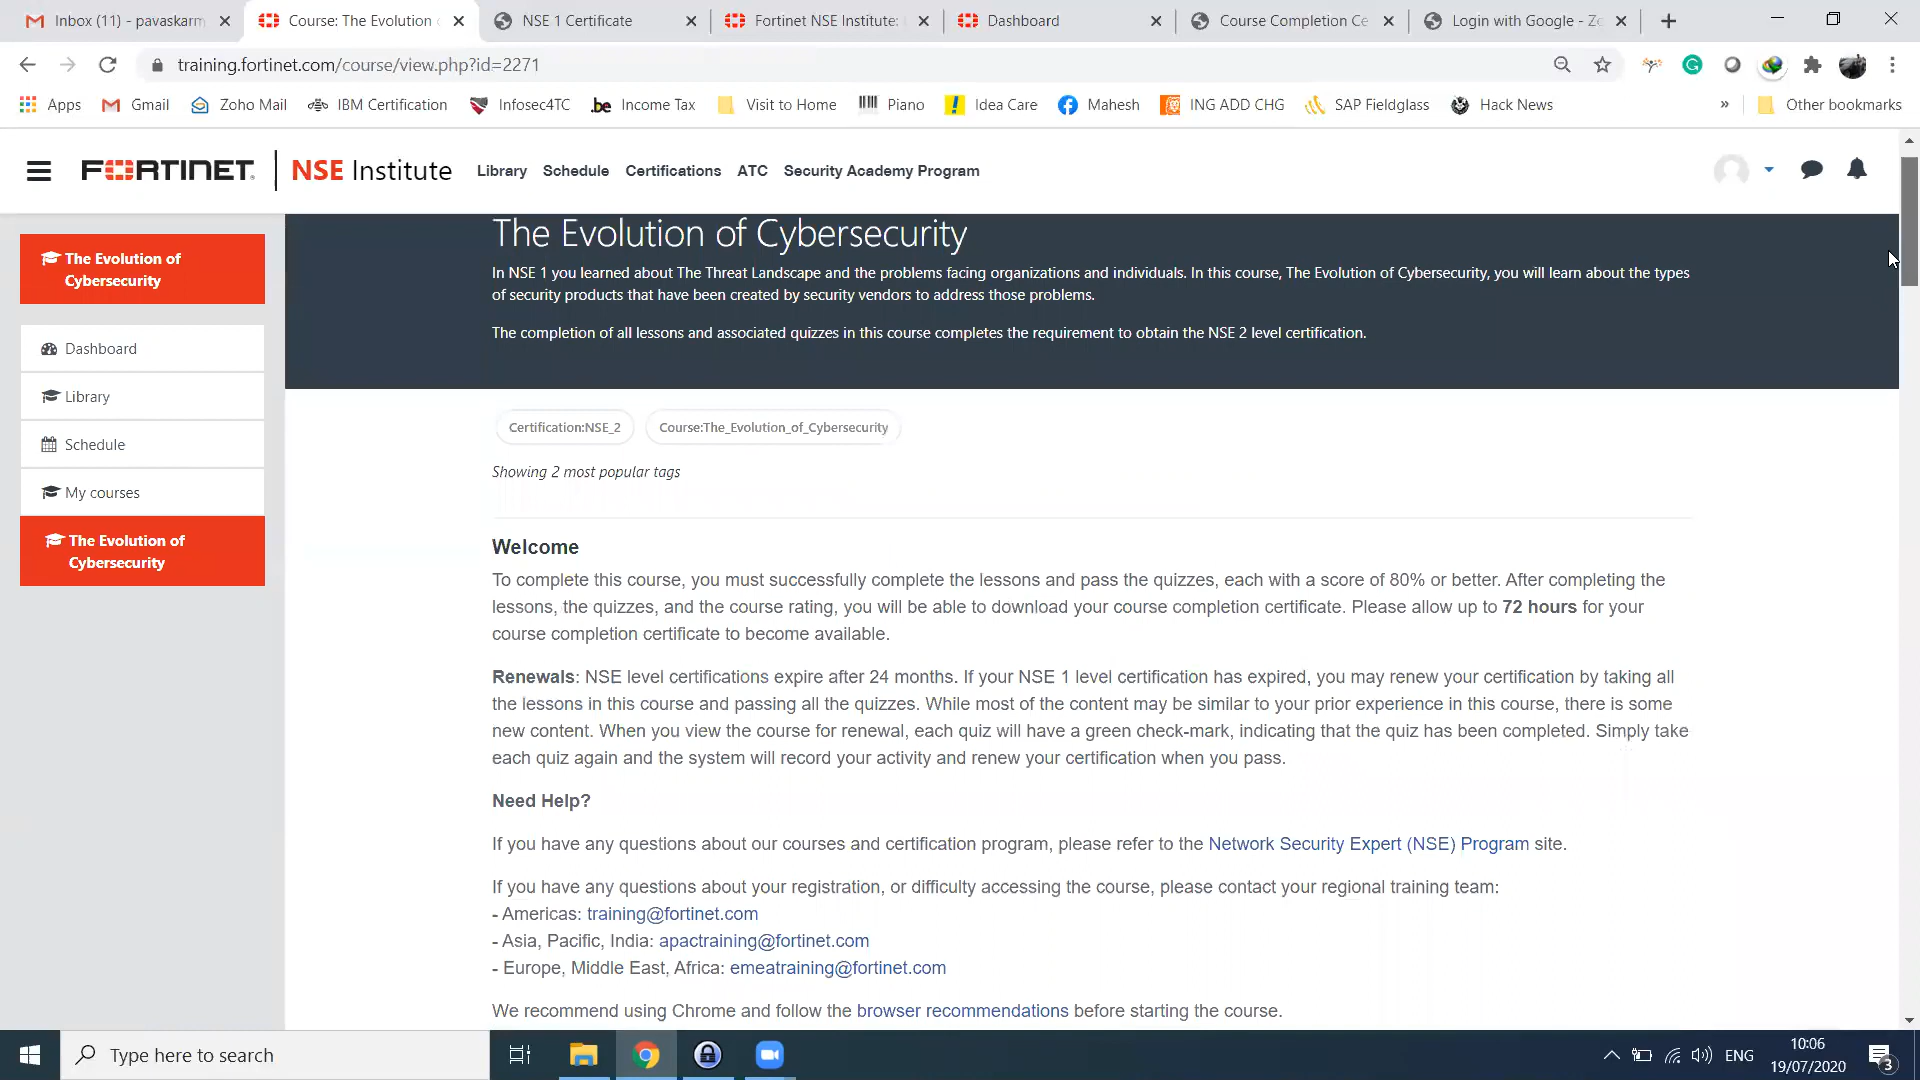 Inbox (11) - pavaskarm
Course: The Evolution
NSE 1 Certificate
Fortinet NSE Institute:
Dashboard
Course Completion Ce
Login with Google - Zo
training.fortinet.com/course/view.php?id=2271
Apps
Gmail
Zoho Mail
IBM Certification
Infosec4TC
.be Income Tax
Visit to Home
Piano
Idea Care
Mahesh
ING ADD CHG
SAP Fieldglass
Hack News
»
Other bookmarks
FORTINET
NSE Institute
Library
Schedule
Certifications
ATC
Security Academy Program
The Evolution of
Cybersecurity
Dashboard
Library
Schedule
My courses
The Evolution of
Cybersecurity
The Evolution of Cybersecurity
In NSE 1 you learned about The Threat Landscape and the problems facing organizations and individuals. In this course, The Evolution of Cybersecurity, you will learn about the types
of security products that have been created by security vendors to address those problems.
The completion of all lessons and associated quizzes in this course completes the requirement to obtain the NSE 2 level certification.
Certification:NSE_2
Course:The_Evolution_of_Cybersecurity
Showing 2 most popular tags
Welcome
To complete this course, you must successfully complete the lessons and pass the quizzes, each with a score of 80% or better. After completing the
lessons, the quizzes, and the course rating, you will be able to download your course completion certificate. Please allow up to 72 hours for your
course completion certificate to become available.
Renewals: NSE level certifications expire after 24 months. If your NSE 1 level certification has expired, you may renew your certification by taking all
the lessons in this course and passing all the quizzes. While most of the content may be similar to your prior experience in this course, there is some
new content. When you view the course for renewal, each quiz will have a green check-mark, indicating that the quiz has been completed. Simply take
each quiz again and the system will record your activity and renew your certification when you pass.
Need Help?
If you have any questions about our courses and certification program, please refer to the Network Security Expert (NSE) Program site.
If you have any questions about your registration, or difficulty accessing the course, please contact your regional training team:
- Americas: training@fortinet.com
- Asia, Pacific, India: apactraining@fortinet.com
- Europe, Middle East, Africa: emeatraining@fortinet.com
We recommend using Chrome and follow the browser recommendations before starting the course.
Type here to search
ENG
10:06
19/07/2020
3